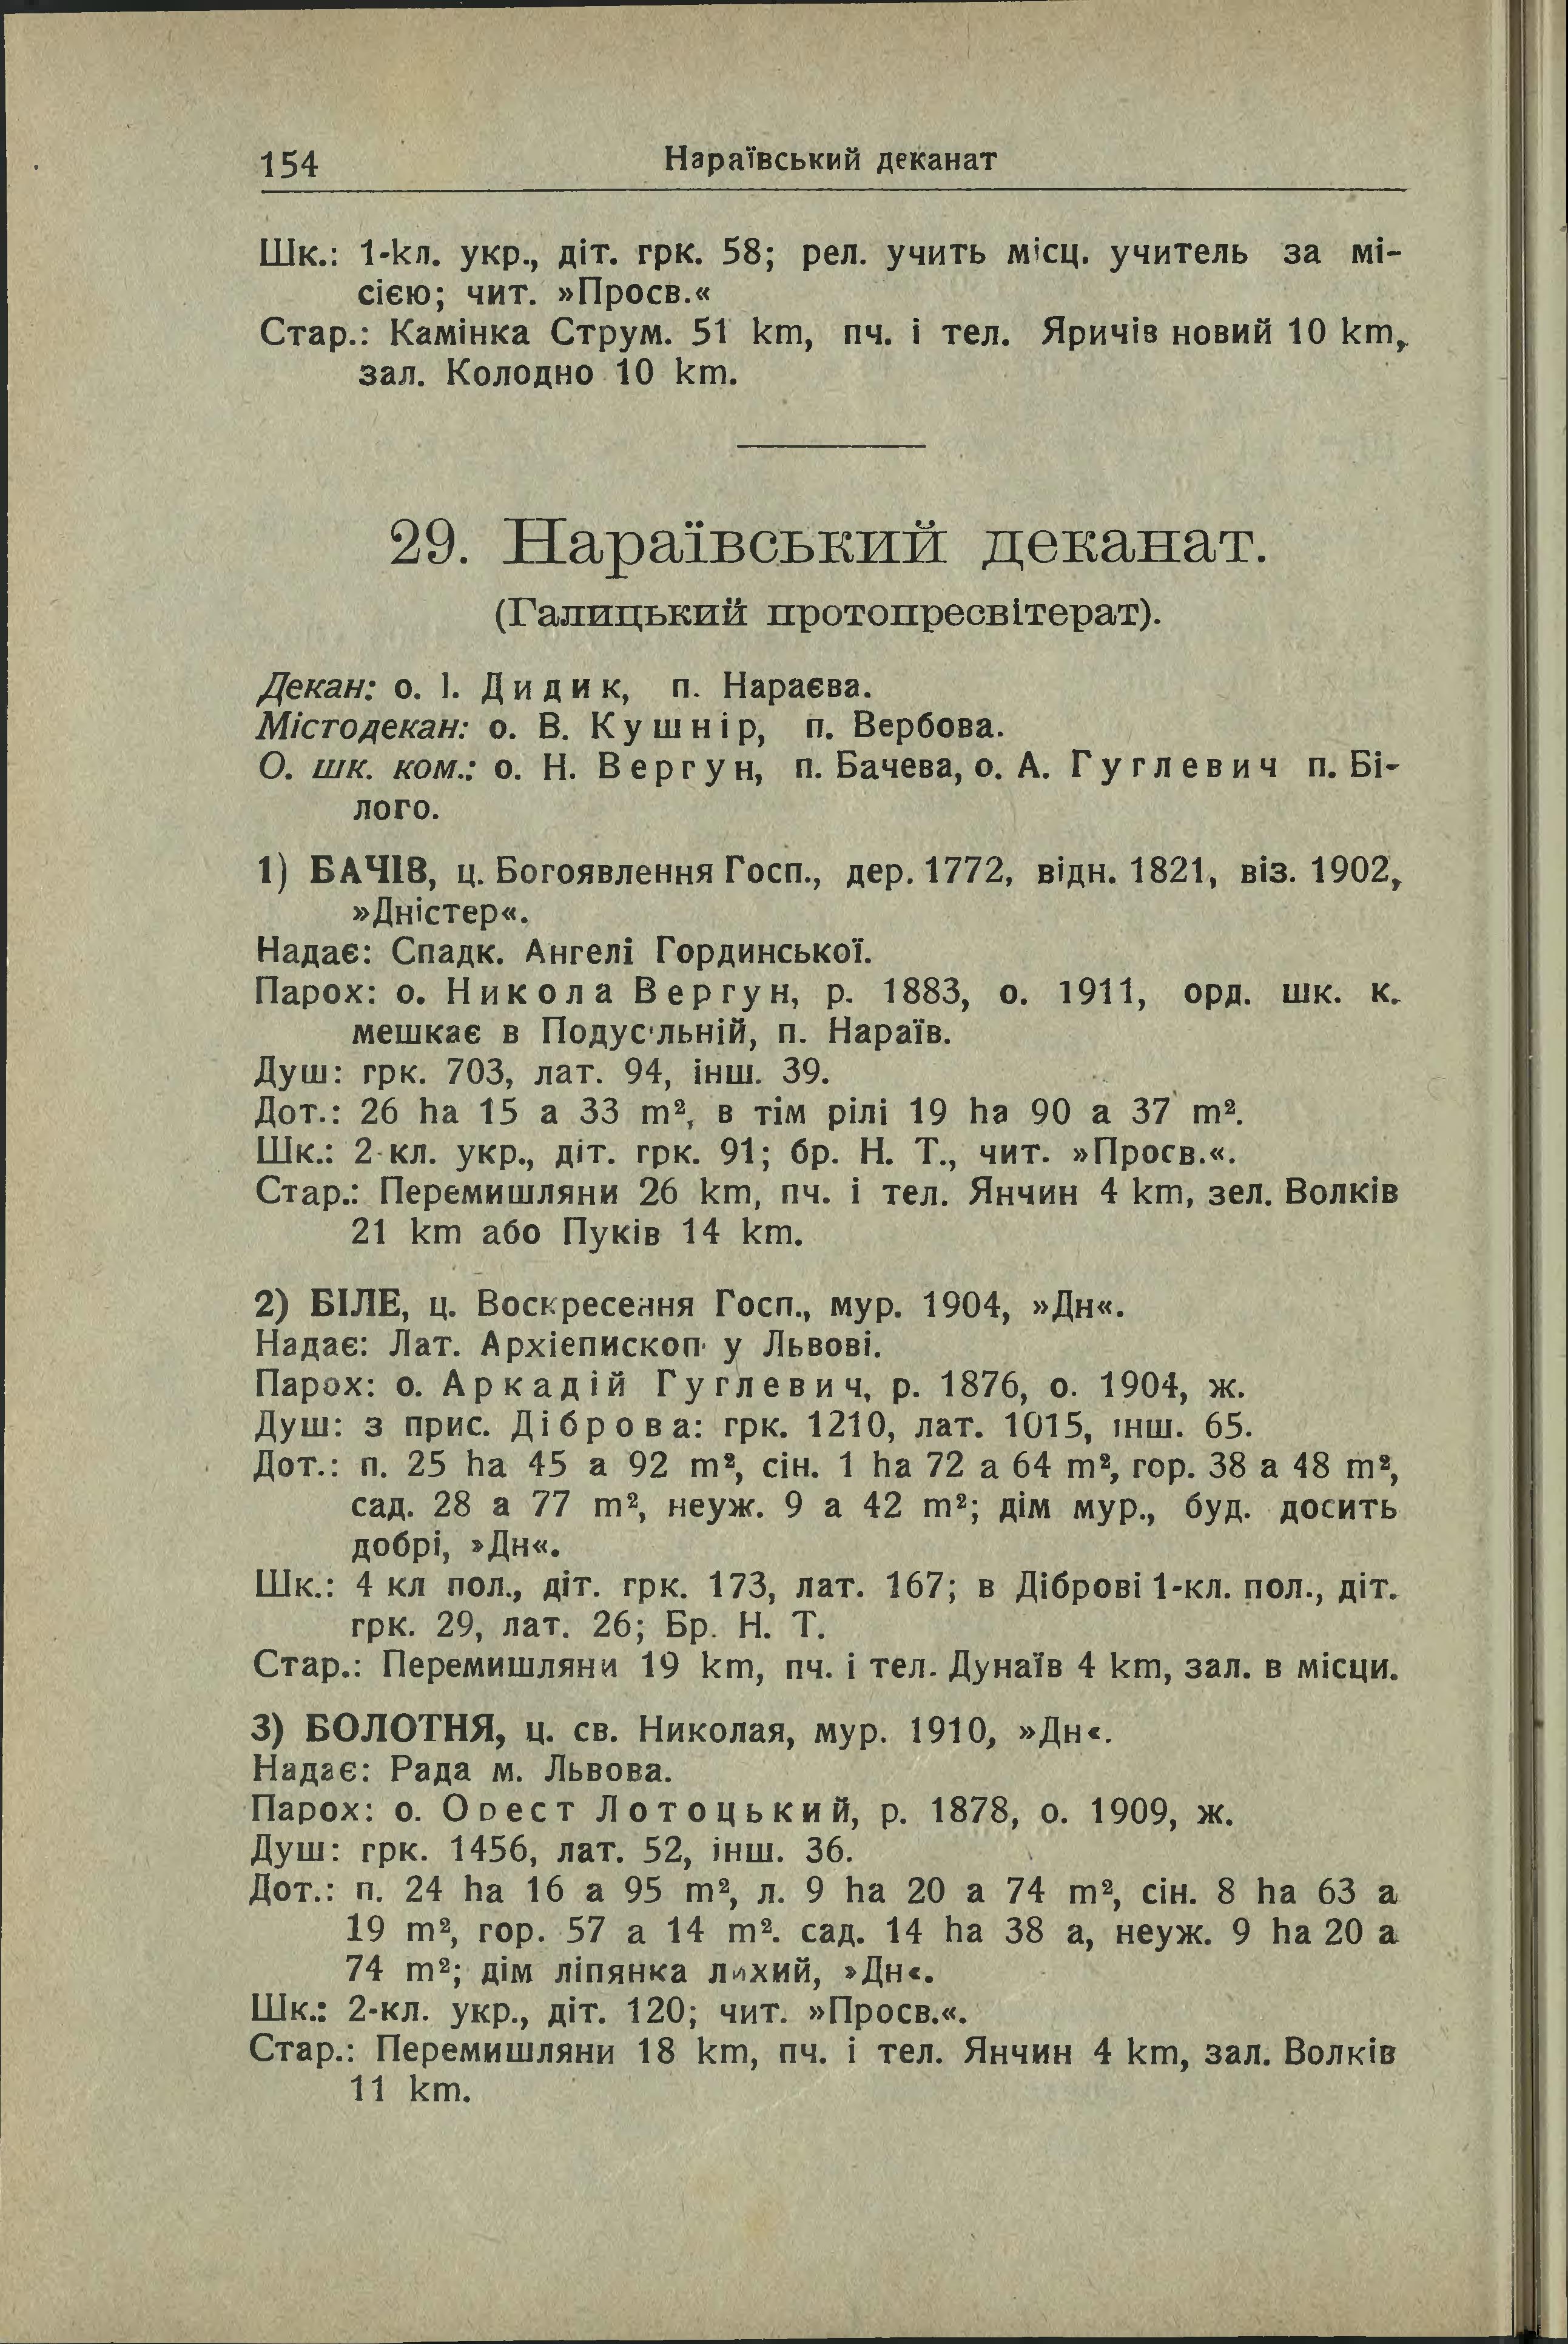 154 Нараївський деканат
Шк.: 1-кл. укр., діт. грк. 58; рел. учить місц. учитель за мі-
сією; чит. »Просв.«
Стар.: Камінка Струм. 51 km, пч. і тел. Яричів новий 10 km,
зал. Колодно 10 km.
29. Нараївський деканат.
(Галицький протопресвітерат).
Декан: о. І. Дидик, п. Нараєва.
Містодекан: о. В. Кушнір, п. Вербова.
О. шк. ком.: о. Н. Вергун, п. Бачева, о. А. Гуглевич п. Бі-
лого.
1) БАЧІВ, ц. Богоявлення Госп., дер. 1772, відн. 1821, віз. 1902,
»Дністер«.
Надає: Спадк. Ангелі Гординської.
Парох: о. Никола Вергун, р. 1883, о. 1911, орд. шк. к.
мешкає в Подусільній, п. Нараїв.
Душ: грк. 703, лат. 94, інш. 39.
Дот.: 26 ha 15 a 33 m², в тім рілі 19 ha 90 a 37 m².
Шк.: 2-кл. укр., діт. грк. 91; бр. Н. Т., чит. »Просв.«.
Стар.: Перемишляни 26 km, пч. і тел. Янчин 4 km, зел. Волків
21 km або Пуків 14 km.
2) БІЛЕ, ц. Воскресення Госп., мур. 1904, »Дн«.
Надає: Лат. Архіепископ у Львові.
Парох: о. Аркадій Гуглевич, р. 1876, о. 1904, ж.
Душ: з прис. Діброва: грк. 1210, лат. 1015, інш. 65.
Дот.: п. 25 ha 45 a 92 m², сін. 1 ha 72 a 64 m², гор. 38 a 48 m²,
сад. 28 a 77 m², неуж. 9 a 42 m²; дім мур., буд. досить
добрі, »Дн«.
Шк.: 4 кл пол., діт. грк. 173, лат. 167; в Діброві 1-кл. пол., діт.
грк. 29, лат. 26; Бр. Н. Т.
Стар.: Перемишляни 19 km, пч. і тел. Дунаїв 4 km, зал. в місци.
3) БОЛОТНЯ, ц. св. Николая, мур. 1910, »Дн«.
Надає: Рада м. Львова.
Парох: о. Орест Лотоцький, р. 1878, о. 1909, ж.
Душ: грк. 1456, лат. 52, інш. 36.
Дот.: п. 24 ha 16 a 95 m², л. 9 ha 20 a 74 m², сін. 8 ha 63 a
19 m², гор. 57 a 14 m². сад. 14 ha 38 a, неуж. 9 ha 20 a
74 m²; дім ліпянка лихий, »Дн«.
Шк.: 2-кл. укр., діт. 120; чит. »Просв.«.
Стар.: Перемишляни 18 km, пч. і тел. Янчин 4 km, зал. Волків
11 km.